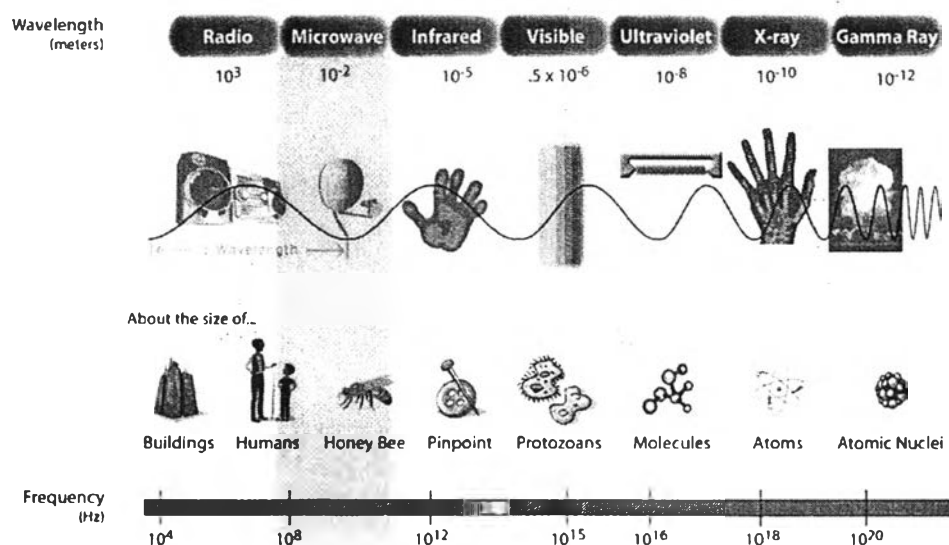 Wavelength
(meters)
Radio Microwave Infrared Visible Ultraviolet X-ray Gamma Ray
10³ 10⁻² 10⁻⁵ .5 x 10⁻⁶ 10⁻⁸ 10⁻¹⁰ 10⁻¹²
Wavelength
About the size of...
Buildings Humans Honey Bee Pinpoint Protozoans Molecules Atoms Atomic Nuclei
Frequency
(Hz)
10⁴ 10⁸ 10¹² 10¹⁵ 10¹⁶ 10¹⁸ 10²⁰